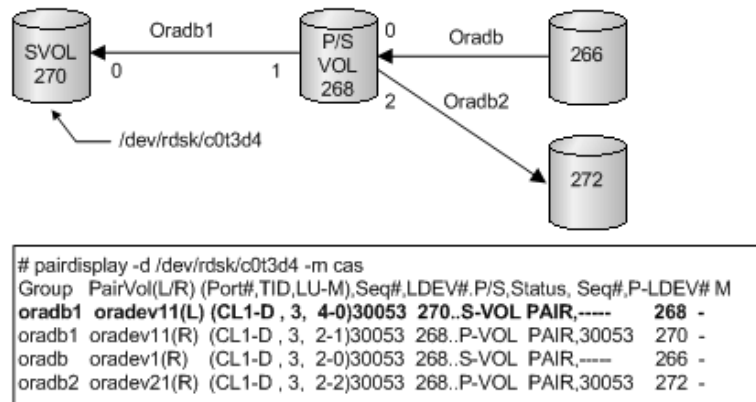 Oradb1
SVOL
270
0
1
P/S
VOL
268
0
2
Oradb
266
Oradb2
272
/dev/rdsk/c0t3d4
# pairdisplay -d /dev/rdsk/c0t3d4 -m cas
Group PairVol(L/R) (Port#,TID,LU-M),Seq#,LDEV#.P/S,Status, Seq#,P-LDEV# M
oradb1 oradev11(L) (CL1-D , 3, 4-0)30053 270..S-VOL PAIR,----- 268 -
oradb1 oradev11(R) (CL1-D , 3, 2-1)30053 268..P-VOL PAIR,30053 270 -
oradb oradev1(R) (CL1-D , 3, 2-0)30053 268..S-VOL PAIR,----- 266 -
oradb2 oradev21(R) (CL1-D , 3, 2-2)30053 268..P-VOL PAIR,30053 272 -